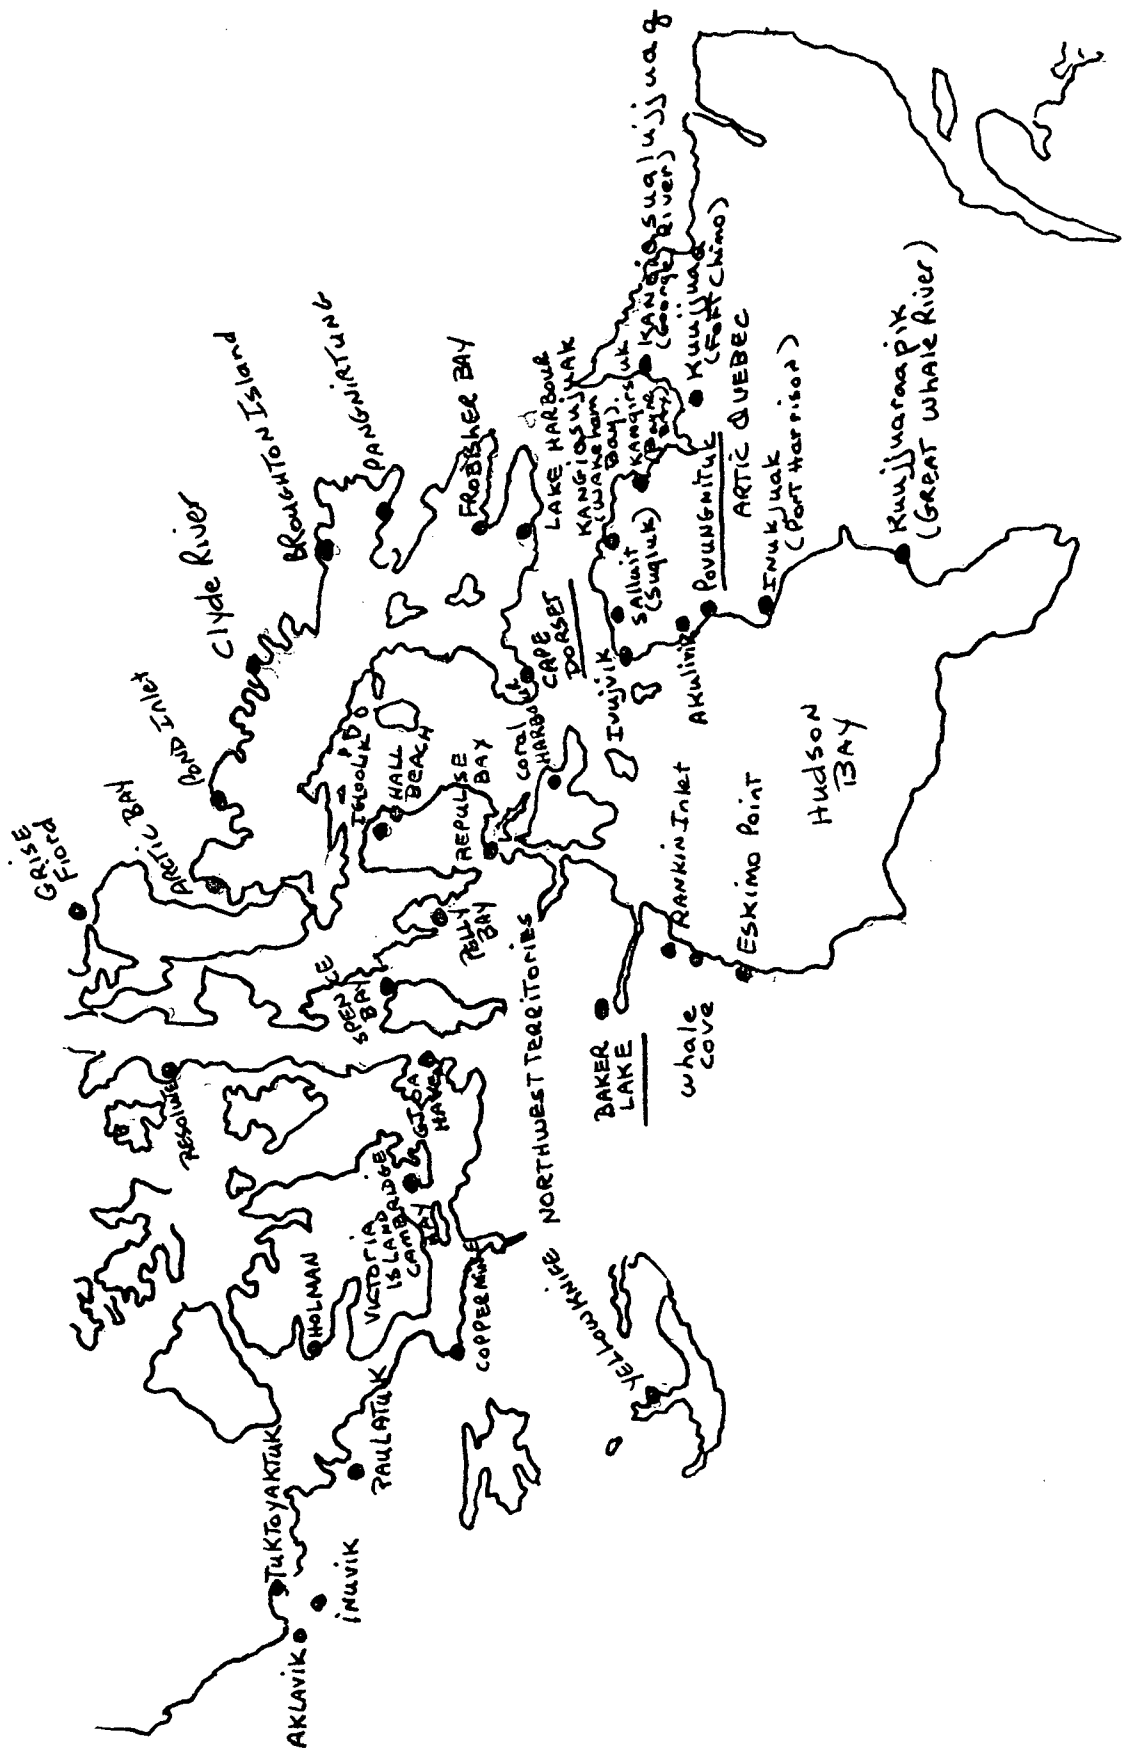 GRISE
Fiord
ARCTIC BAY
POND Inlet
Clyde River
BROUGHTON Island
PANGNIRTUNG
FROBISHER BAY
LAKE HARBOUR
RESOLUTE
SPENCE
BAY
IGLOOLIK
HALL
BEACH
REPULSE
BAY
PELLY
BAY
Coral
HARBOUR
CAPE
DORSET
TUKTOYAKTUK
AKLAVIK
INUVIK
PAULATUK
HOLMAN
VICTORIA
ISLAND
CAMBRIDGE
BAY
GJOA
HAVEN
COPPERMINE
YELLOWKNIFE
NORTHWEST TERRITORIES
BAKER
LAKE
Whale
Cove
RANKIN Inlet
ESKIMO Point
HUDSON
BAY
Ivujivik
Salluit
(Sugluk)
KANGIQSUJUAK
(WAKEHAM
Bay)
KANGIRSUK
(Payne
Bay)
KANGIQSUALUJJUAQ
(George River)
Kuujjuaq
(Fort Chimo)
Akulivik
POVUNGNITUK
ARTIC QUEBEC
INukjuak
(Port Harrison)
Kuujjuaraapik
(GREAT Whale River)